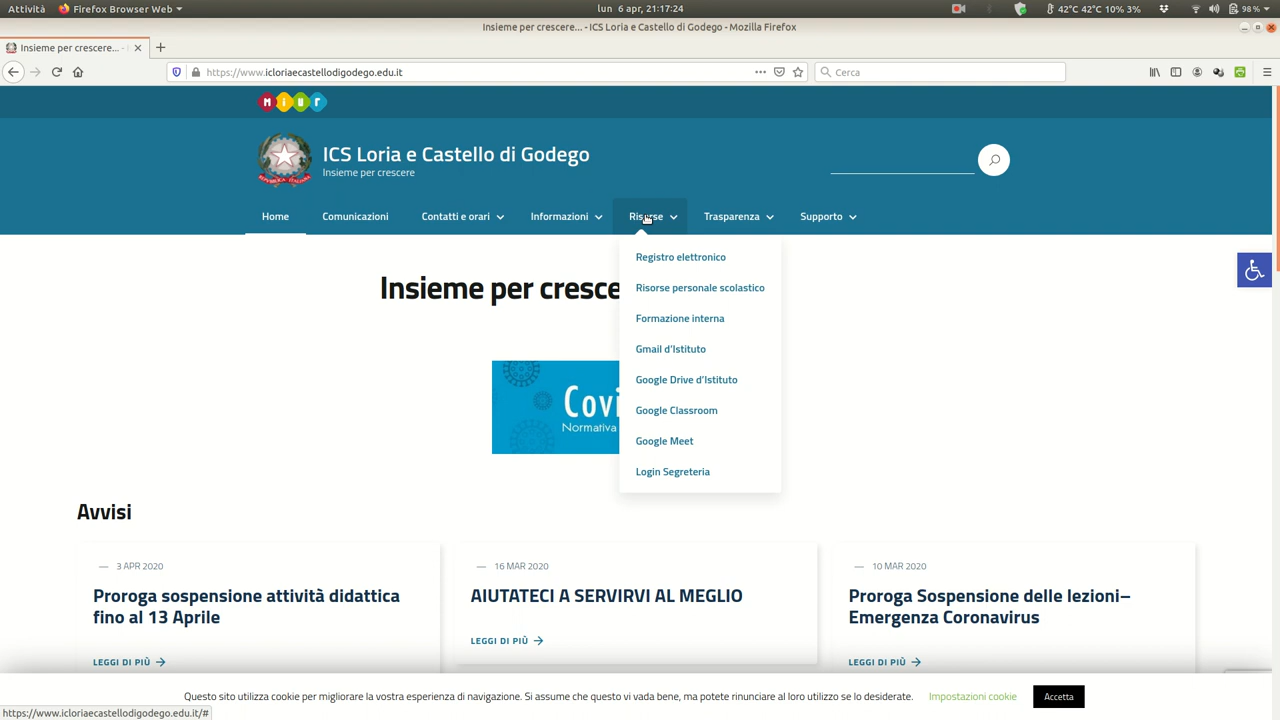 Attività
Firefox Browser Web
lun 6 apr, 21:17:24
42°C 42°C 10% 3%
98%
Insieme per crescere... - ICS Loria e Castello di Godego - Mozilla Firefox
Insieme per crescere... -
https://www.icloriaecastellodigodego.edu.it
Cerca
MIUR
ICS Loria e Castello di Godego
Insieme per crescere
Home
Comunicazioni
Contatti e orari
Informazioni
Risorse
Trasparenza
Supporto
Registro elettronico
Risorse personale scolastico
Formazione interna
Gmail d'Istituto
Google Drive d'Istituto
Google Classroom
Google Meet
Login Segreteria
Insieme per cresce
Covi
Normativa
Avvisi
— 3 APR 2020
Proroga sospensione attività didattica
fino al 13 Aprile
LEGGI DI PIÙ
— 16 MAR 2020
AIUTATECI A SERVIRVI AL MEGLIO
LEGGI DI PIÙ
— 10 MAR 2020
Proroga Sospensione delle lezioni–
Emergenza Coronavirus
LEGGI DI PIÙ
Questo sito utilizza cookie per migliorare la vostra esperienza di navigazione. Si assume che questo vi vada bene, ma potete rinunciare al loro utilizzo se lo desiderate.
Impostazioni cookie
Accetta
https://www.icloriaecastellodigodego.edu.it/#